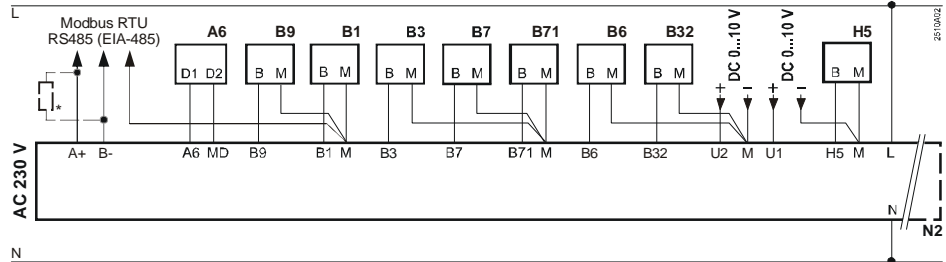 L
Modbus RTU
RS485 (EIA-485)
A6 B9 B1 B3 B7 B71 B6 B32 DC 0...10 V DC 0...10 V H5
2510A02
D1 D2 B M B M B M B M B M B M B M + - + - B M
*
A+ B- A6 MD B9 B1 M B3 B7 B71 M B6 B32 U2 M U1 H5 M L
AC 230 V
N
N2
N